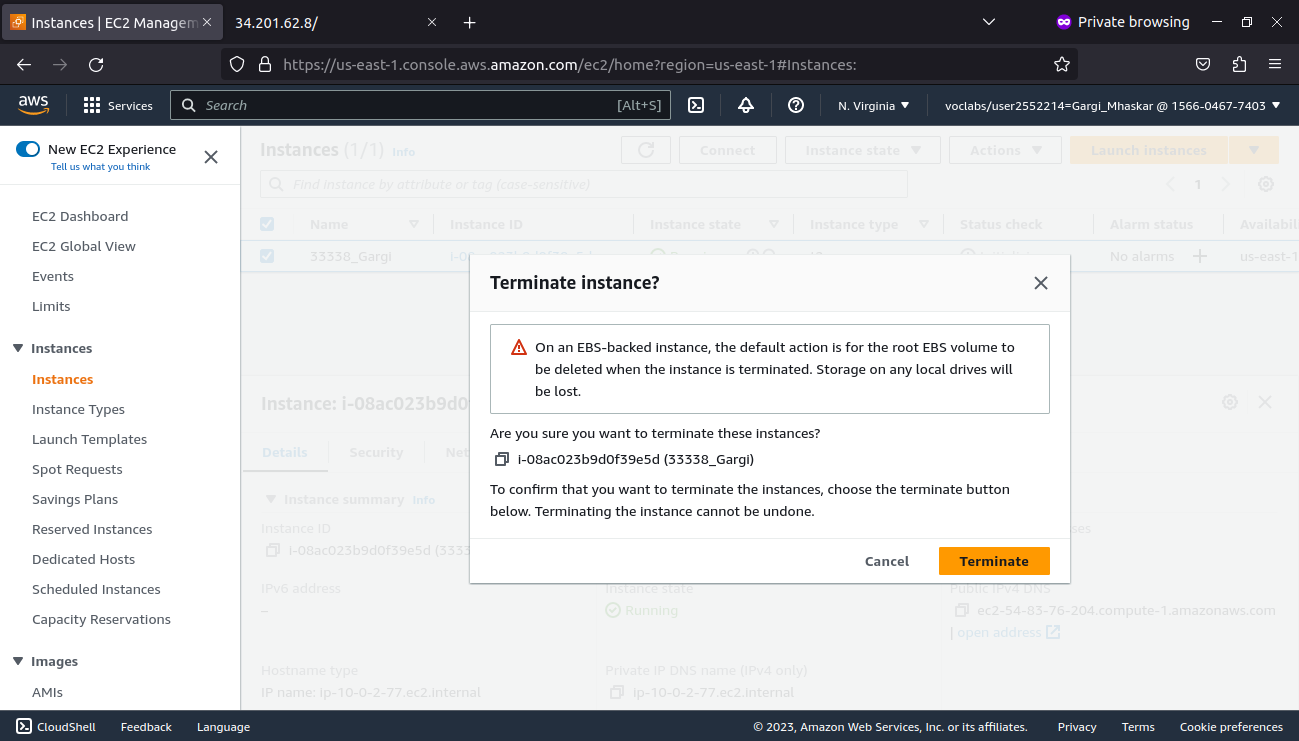 Instances | EC2 Managem
34.201.62.8/
Private browsing
https://us-east-1.console.aws.amazon.com/ec2/home?region=us-east-1#Instances:
aws
Services
Search
[Alt+S]
N. Virginia
voclabs/user2552214=Gargi_Mhaskar @ 1566-0467-7403
New EC2 Experience
Tell us what you think
EC2 Dashboard
EC2 Global View
Events
Limits
Instances
Instances
Instance Types
Launch Templates
Spot Requests
Savings Plans
Reserved Instances
Dedicated Hosts
Scheduled Instances
Capacity Reservations
Images
AMIs
Instances (1/1) Info
Connect
Instance state
Actions
Launch instances
Find instance by attribute or tag (case-sensitive)
1
Name
Instance ID
Instance state
Instance type
Status check
Alarm status
Availabil
33338_Gargi
No alarms
us-east-1
Terminate instance?
On an EBS-backed instance, the default action is for the root EBS volume to
be deleted when the instance is terminated. Storage on any local drives will
be lost.
Are you sure you want to terminate these instances?
i-08ac023b9d0f39e5d (33338_Gargi)
To confirm that you want to terminate the instances, choose the terminate button
below. Terminating the instance cannot be undone.
Cancel
Terminate
Instance: i-08ac023b9d0
Details
Security
Net
Instance summary Info
Instance ID
i-08ac023b9d0f39e5d (3333
IPv6 address
–
Instance state
Running
Public IPv4 DNS
ec2-54-83-76-204.compute-1.amazonaws.com
| open address
Hostname type
IP name: ip-10-0-2-77.ec2.internal
Private IP DNS name (IPv4 only)
ip-10-0-2-77.ec2.internal
CloudShell
Feedback
Language
© 2023, Amazon Web Services, Inc. or its affiliates.
Privacy
Terms
Cookie preferences